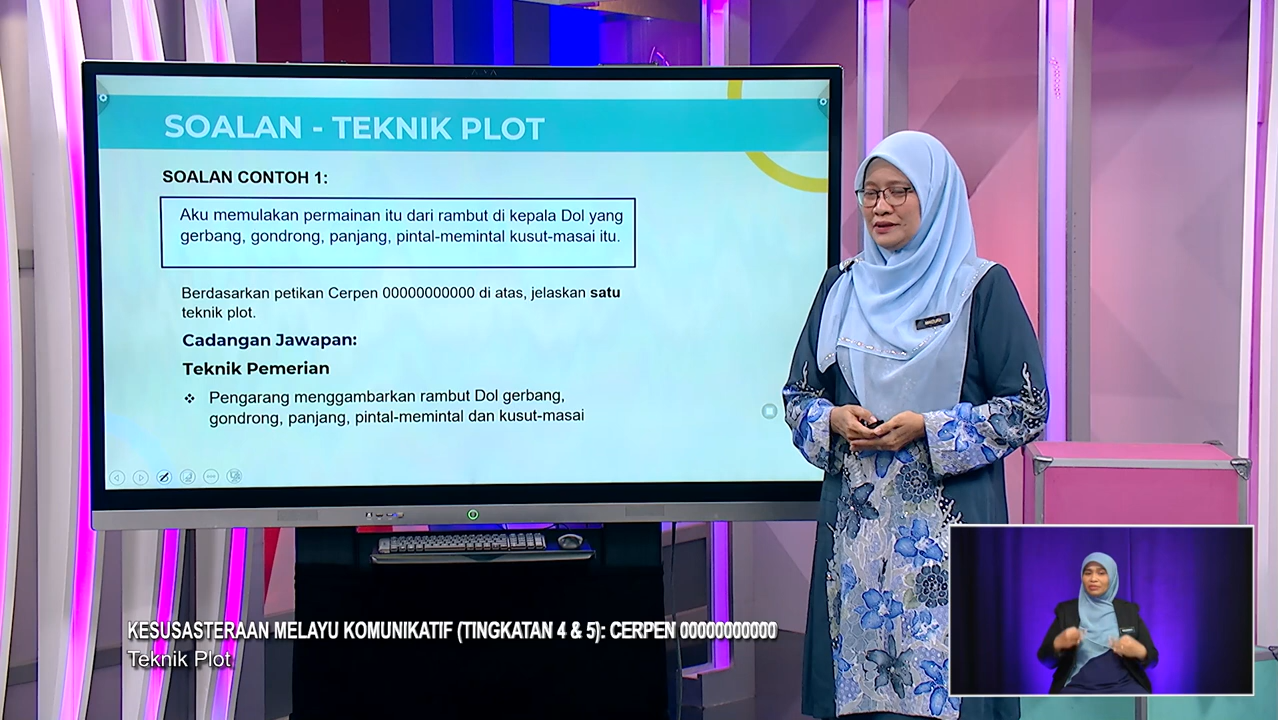 SOALAN - TEKNIK PLOT
SOALAN CONTOH 1:
Aku memulakan permainan itu dari rambut di kepala Dol yang
gerbang, gondrong, panjang, pintal-memintal kusut-masai itu.
Berdasarkan petikan Cerpen 00000000000 di atas, jelaskan satu
teknik plot.
Cadangan Jawapan:
Teknik Pemerian
❖ Pengarang menggambarkan rambut Dol gerbang,
gondrong, panjang, pintal-memintal dan kusut-masai
KESUSASTERAAN MELAYU KOMUNIKATIF (TINGKATAN 4 & 5): CERPEN 00000000000
Teknik Plot